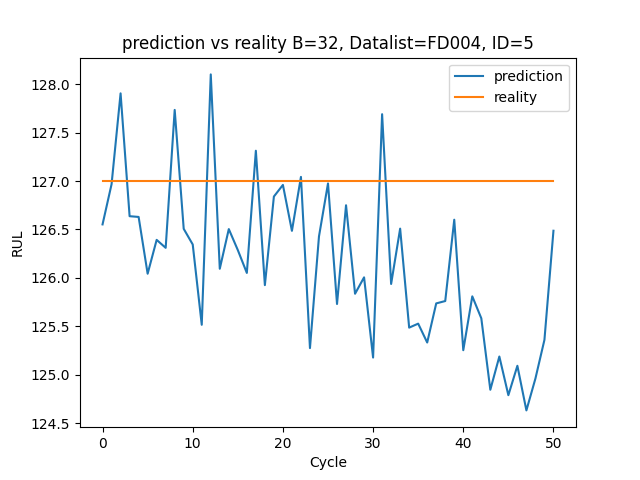 prediction vs reality B=32, Datalist=FD004, ID=5
prediction
reality
128.0
127.5
127.0
126.5
126.0
125.5
125.0
124.5
RUL
0 10 20 30 40 50
Cycle